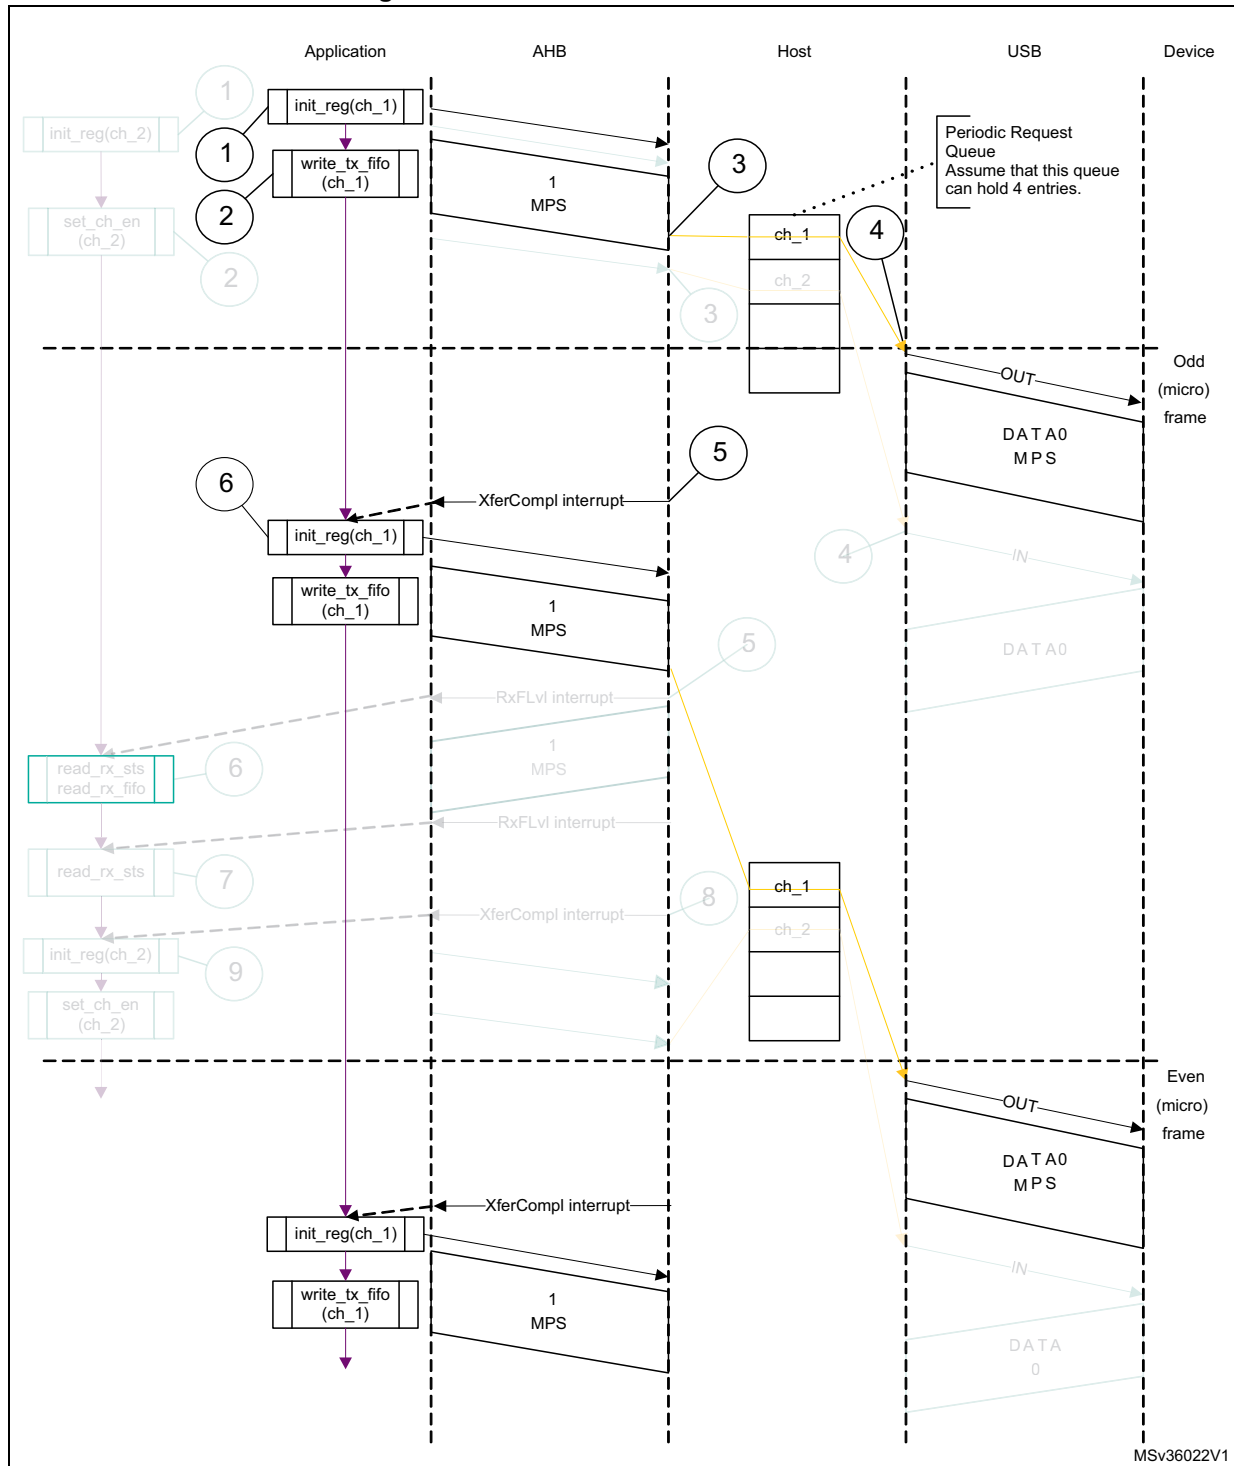 Application AHB Host USB Device
1
init_reg(ch_1)
init_reg(ch_2)
1
Periodic Request
Queue
Assume that this queue
can hold 4 entries.
write_tx_fifo
(ch_1)
1
MPS
3
2
set_ch_en
(ch_2)
ch_1
4
2
ch_2
3
Odd
(micro)
frame
OUT
DATA0
MPS
5
6
XferCompl interrupt
init_reg(ch_1)
4
IN
write_tx_fifo
(ch_1)
1
MPS
5
DATA0
RxFLvl interrupt
1
MPS
read_rx_sts
read_rx_fifo
6
RxFLvl interrupt
read_rx_sts
7
ch_1
8
XferCompl interrupt
ch_2
init_reg(ch_2)
9
set_ch_en
(ch_2)
Even
(micro)
frame
OUT
DATA0
MPS
XferCompl interrupt
init_reg(ch_1)
IN
write_tx_fifo
(ch_1)
1
MPS
DATA
0
MSv36022V1